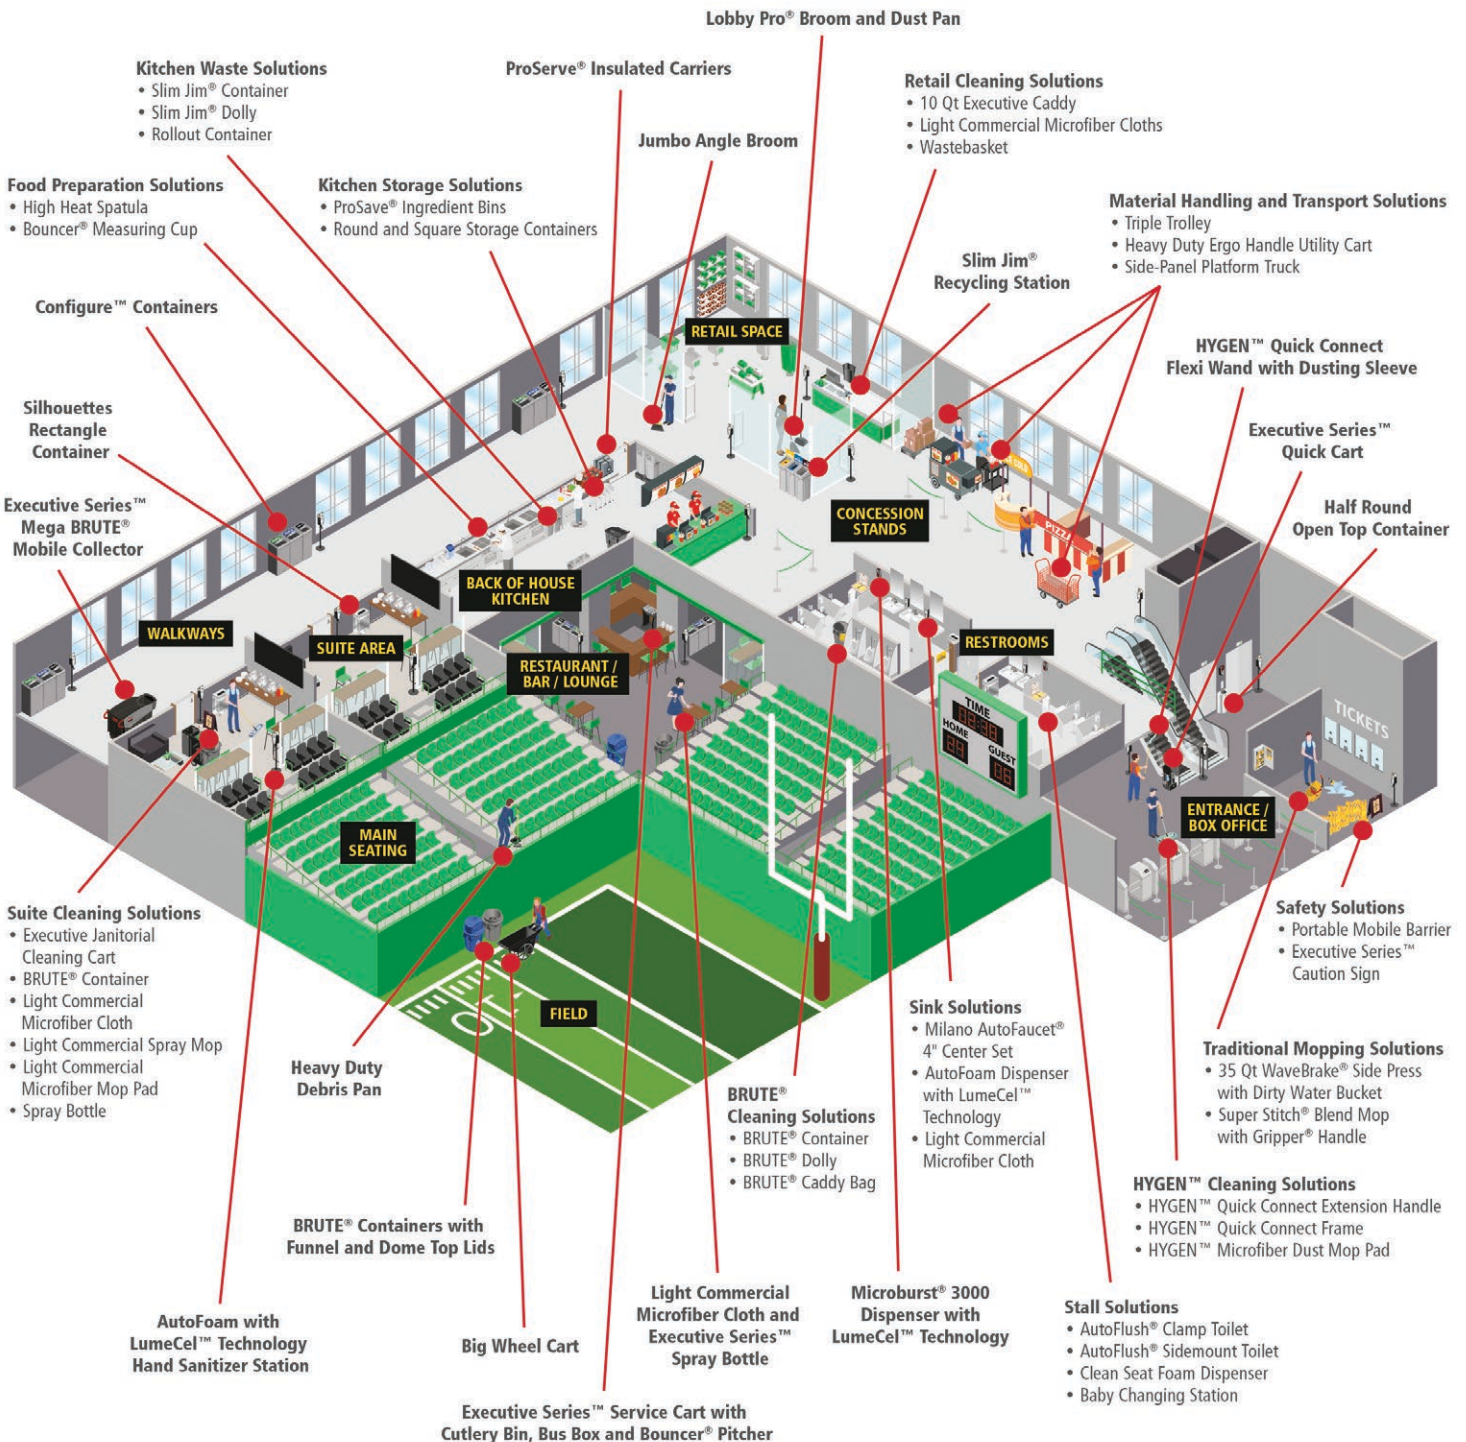 Lobby Pro® Broom and Dust Pan
Kitchen Waste Solutions
• Slim Jim® Container
• Slim Jim® Dolly
• Rollout Container
ProServe® Insulated Carriers
Retail Cleaning Solutions
• 10 Qt Executive Caddy
• Light Commercial Microfiber Cloths
• Wastebasket
Jumbo Angle Broom
Food Preparation Solutions
• High Heat Spatula
• Bouncer® Measuring Cup
Kitchen Storage Solutions
• ProSave® Ingredient Bins
• Round and Square Storage Containers
Material Handling and Transport Solutions
• Triple Trolley
• Heavy Duty Ergo Handle Utility Cart
• Side-Panel Platform Truck
Slim Jim®
Recycling Station
Configure™ Containers
RETAIL SPACE
HYGEN™ Quick Connect
Flexi Wand with Dusting Sleeve
Silhouettes
Rectangle
Container
Executive Series™
Quick Cart
Executive Series™
Mega BRUTE®
Mobile Collector
Half Round
Open Top Container
CONCESSION
STANDS
COLD
PIZZA
BACK OF HOUSE
KITCHEN
WALKWAYS
SUITE AREA
RESTAURANT /
BAR / LOUNGE
RESTROOMS
TIME
HOME
GUEST
TICKETS
ENTRANCE /
BOX OFFICE
MAIN
SEATING
FIELD
10
Suite Cleaning Solutions
• Executive Janitorial
Cleaning Cart
• BRUTE® Container
• Light Commercial
Microfiber Cloth
• Light Commercial Spray Mop
• Light Commercial
Microfiber Mop Pad
• Spray Bottle
Safety Solutions
• Portable Mobile Barrier
• Executive Series™
Caution Sign
Sink Solutions
• Milano AutoFaucet®
4" Center Set
• AutoFoam Dispenser
with LumeCel™
Technology
• Light Commercial
Microfiber Cloth
Traditional Mopping Solutions
• 35 Qt WaveBrake® Side Press
with Dirty Water Bucket
• Super Stitch® Blend Mop
with Gripper® Handle
Heavy Duty
Debris Pan
BRUTE®
Cleaning Solutions
• BRUTE® Container
• BRUTE® Dolly
• BRUTE® Caddy Bag
HYGEN™ Cleaning Solutions
• HYGEN™ Quick Connect Extension Handle
• HYGEN™ Quick Connect Frame
• HYGEN™ Microfiber Dust Mop Pad
BRUTE® Containers with
Funnel and Dome Top Lids
AutoFoam with
LumeCel™ Technology
Hand Sanitizer Station
Big Wheel Cart
Light Commercial
Microfiber Cloth and
Executive Series™
Spray Bottle
Microburst® 3000
Dispenser with
LumeCel™ Technology
Stall Solutions
• AutoFlush® Clamp Toilet
• AutoFlush® Sidemount Toilet
• Clean Seat Foam Dispenser
• Baby Changing Station
Executive Series™ Service Cart with
Cutlery Bin, Bus Box and Bouncer® Pitcher